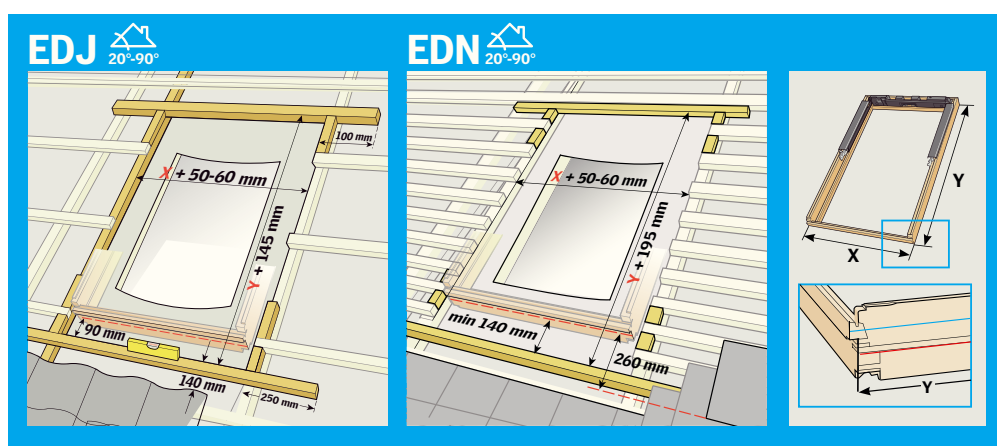 EDJ 20°-90°
100 mm
X + 50-60 mm
Y + 145 mm
90 mm
140 mm
250 mm
EDN 20°-90°
X + 50-60 mm
Y + 195 mm
min 140 mm
260 mm
Y
X
Y